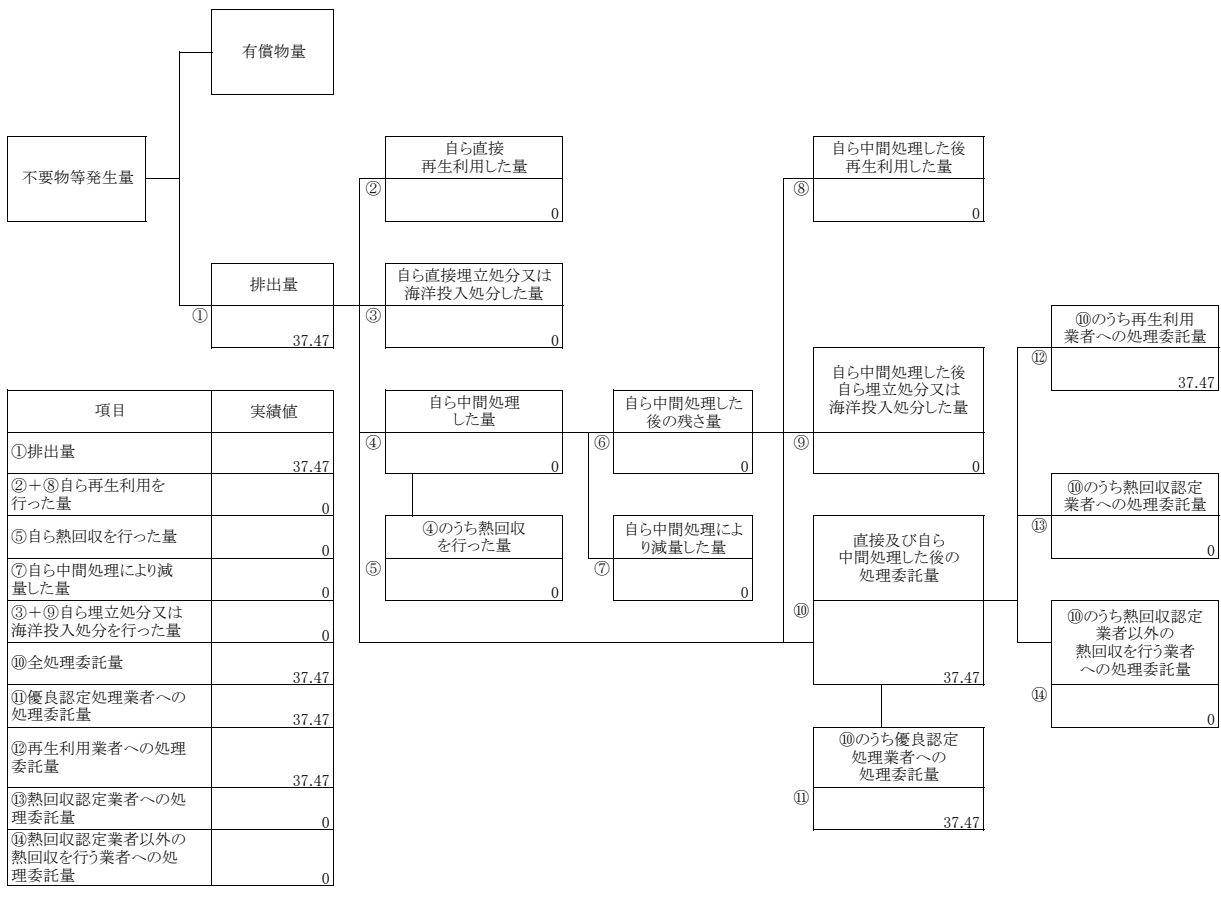 有償物量
不要物等発生量
自ら直接
再生利用した量
②
0
自ら中間処理した後
再生利用した量
⑧
0
排出量
①
37.47
自ら直接埋立処分又は
海洋投入処分した量
③
0
⑩のうち再生利用
業者への処理委託量
⑫
37.47
自ら中間処理
した量
④
0
自ら中間処理した
後の残さ量
⑥
0
自ら中間処理した後
自ら埋立処分又は
海洋投入処分した量
⑨
0
⑩のうち熱回収認定
業者への処理委託量
⑬
0
④のうち熱回収
を行った量
⑤
0
自ら中間処理によ
り減量した量
⑦
0
直接及び自ら
中間処理した後の
処理委託量
⑩
37.47
⑩のうち熱回収認定
業者以外の
熱回収を行う業者
への処理委託量
⑭
0
⑩のうち優良認定
処理業者への
処理委託量
⑪
37.47
項目 実績値
①排出量
37.47
②+⑧自ら再生利用を
行った量
0
⑤自ら熱回収を行った量
0
⑦自ら中間処理により減
量した量
0
③+⑨自ら埋立処分又は
海洋投入処分を行った量
0
⑩全処理委託量
37.47
⑪優良認定処理業者への
処理委託量
37.47
⑫再生利用業者への処理
委託量
37.47
⑬熱回収認定業者への処
理委託量
0
⑭熱回収認定業者以外の
熱回収を行う業者への処
理委託量
0